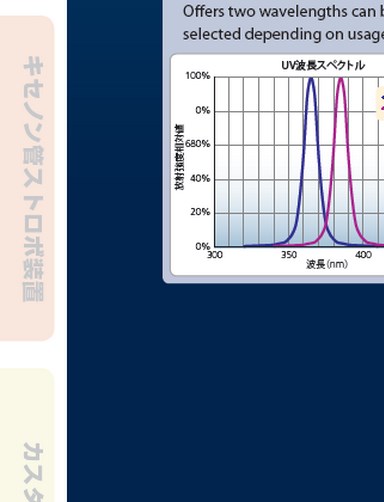 Offers two wavelengths can b
selected depending on usage
UV波長スペクトル
放射強度相対値
100%
0%
680%
40%
20%
0%
300
350
400
波長(nm)
キセノン管ストロボ装置
カスタ